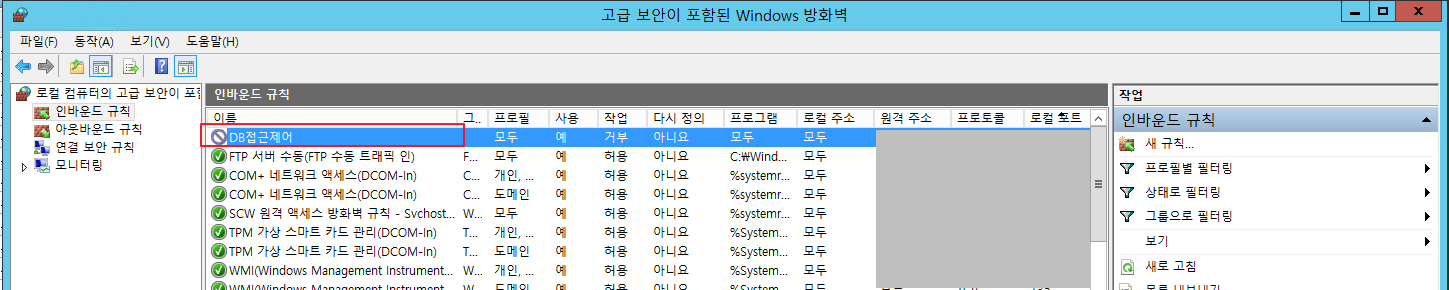 고급 보안이 포함된 Windows 방화벽
파일(F) 동작(A) 보기(V) 도움말(H)
로컬 컴퓨터의 고급 보안이 포함
인바운드 규칙
아웃바운드 규칙
연결 보안 규칙
모니터링
인바운드 규칙
이름 그.. 프로필 사용 작업 다시 정의 프로그램 로컬 주소 원격 주소 프로토콜 로컬 포트
DB접근제어 모두 예 거부 아니요 모두 모두
FTP 서버 수동(FTP 수동 트래픽 인) F... 모두 예 허용 아니요 C:\Wind... 모두
COM+ 네트워크 액세스(DCOM-In) C... 개인, ... 예 허용 아니요 %systemr... 모두
COM+ 네트워크 액세스(DCOM-In) C... 도메인 예 허용 아니요 %systemr... 모두
SCW 원격 액세스 방화벽 규칙 - Svchost... W... 모두 예 허용 아니요 %systemr... 모두
TPM 가상 스마트 카드 관리(DCOM-In) T... 개인, ... 예 허용 아니요 %System... 모두
TPM 가상 스마트 카드 관리(DCOM-In) T... 도메인 예 허용 아니요 %System... 모두
WMI(Windows Management Instrument... W... 개인, ... 예 허용 아니요 %System... 모두
WMI(Windows Management Instrument... W... 도메인 예 허용 아니요 %System... 모두
작업
인바운드 규칙
새 규칙...
프로필별 필터링
상태로 필터링
그룹으로 필터링
보기
새로 고침
목록 내보내기...